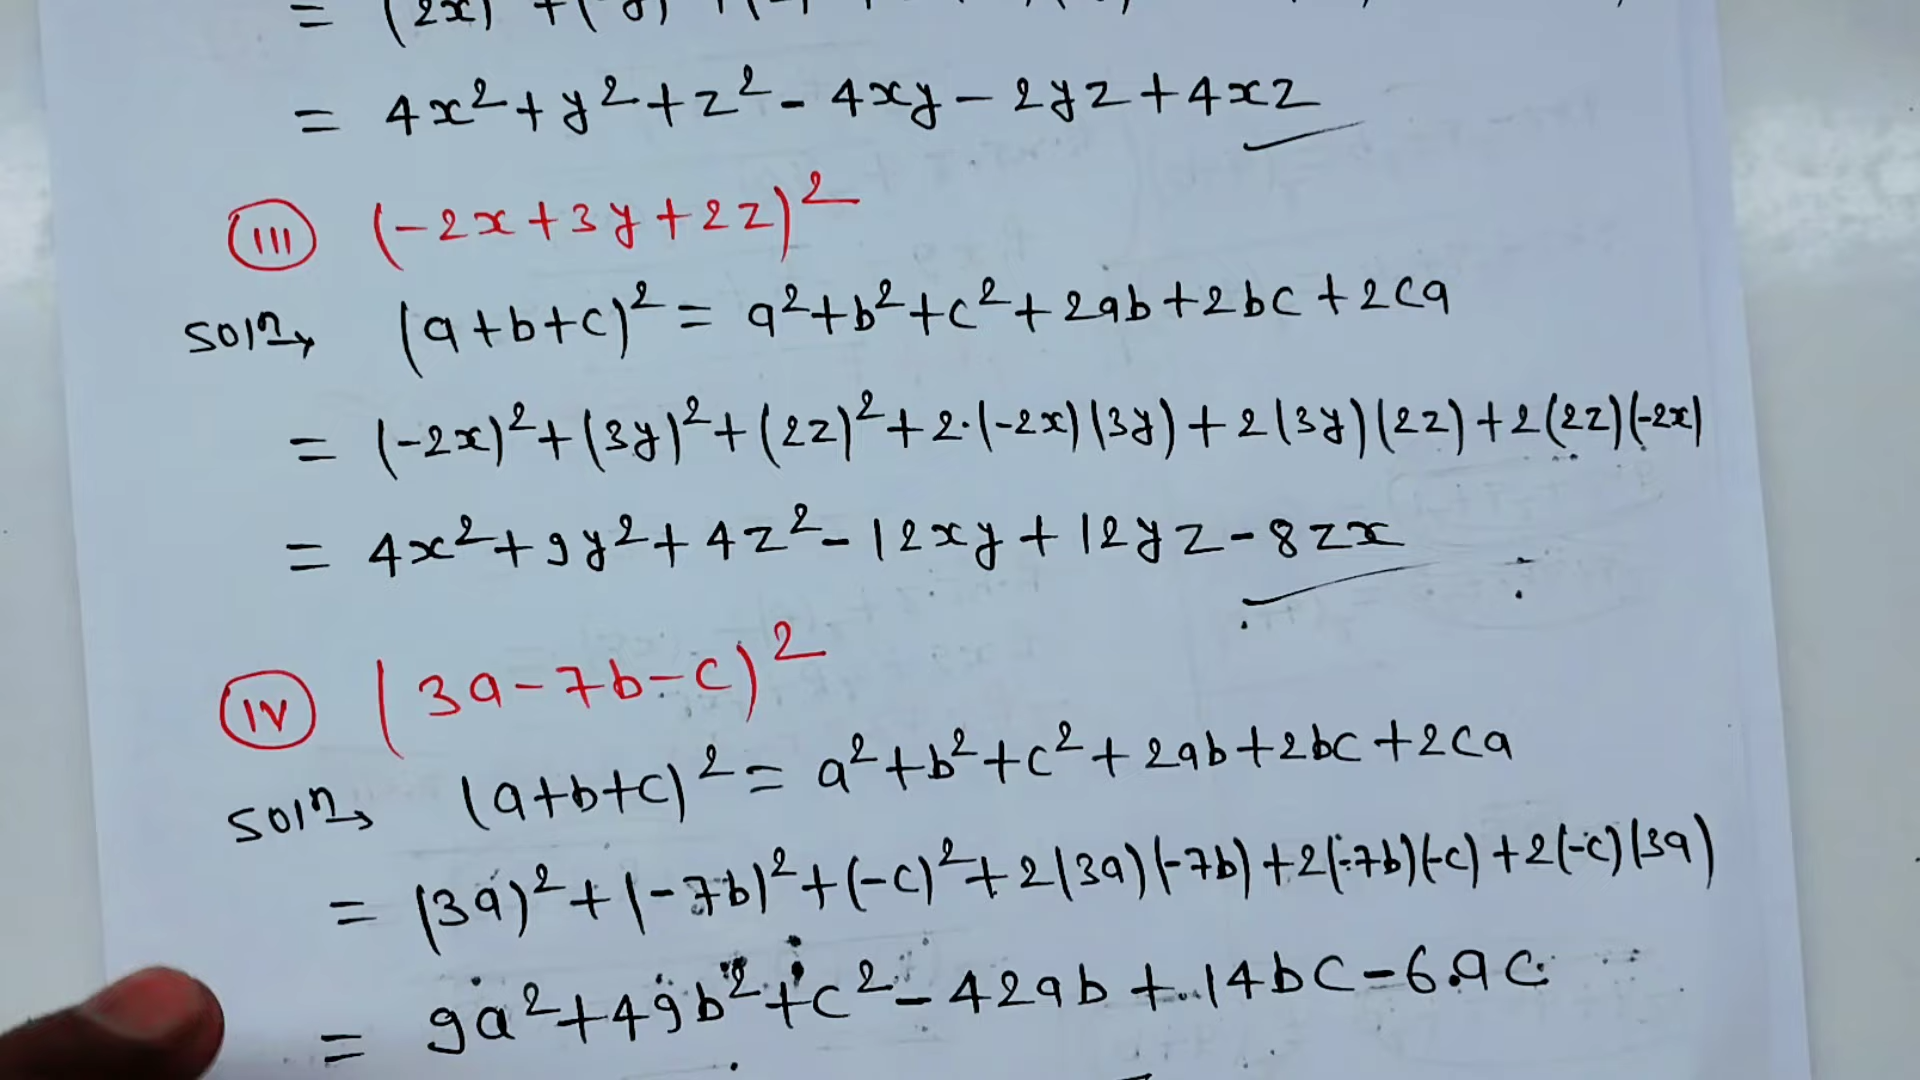 = (2x)
= 4x² + y² + z² - 4xy - 2yz + 4xz
(iii) (-2x+3y+2z)²
Solⁿ→ (a+b+c)² = a²+b²+c²+2ab+2bc+2ca
= (-2x)²+(3y)²+(2z)²+2·(-2x)(3y)+2(3y)(2z)+2(2z)(-2x)
= 4x²+9y²+4z²-12xy+12yz-8zx
(iv) (3a-7b-c)²
Solⁿ→ (a+b+c)² = a²+b²+c²+2ab+2bc+2ca
= (3a)²+(-7b)²+(-c)²+2(3a)(-7b)+2(-7b)(-c)+2(-c)(3a)
= 9a²+49b²+c²-42ab+14bc-6ac